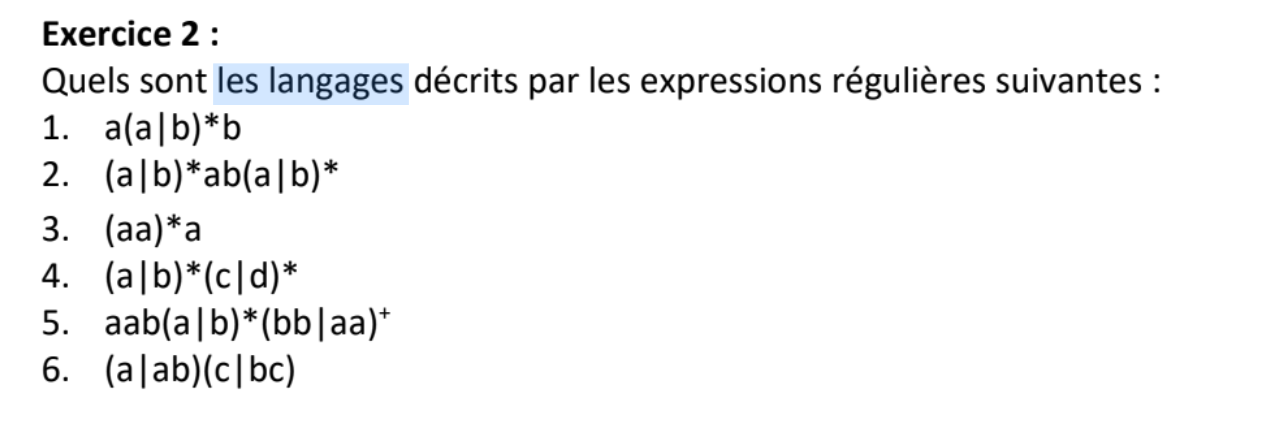 Exercice 2 :
Quels sont les langages décrits par les expressions régulières suivantes :
1. a(a|b)*b
2. (a|b)*ab(a|b)*
3. (aa)*a
4. (a|b)*(c|d)*
5. aab(a|b)*(bb|aa)⁺
6. (a|ab)(c|bc)